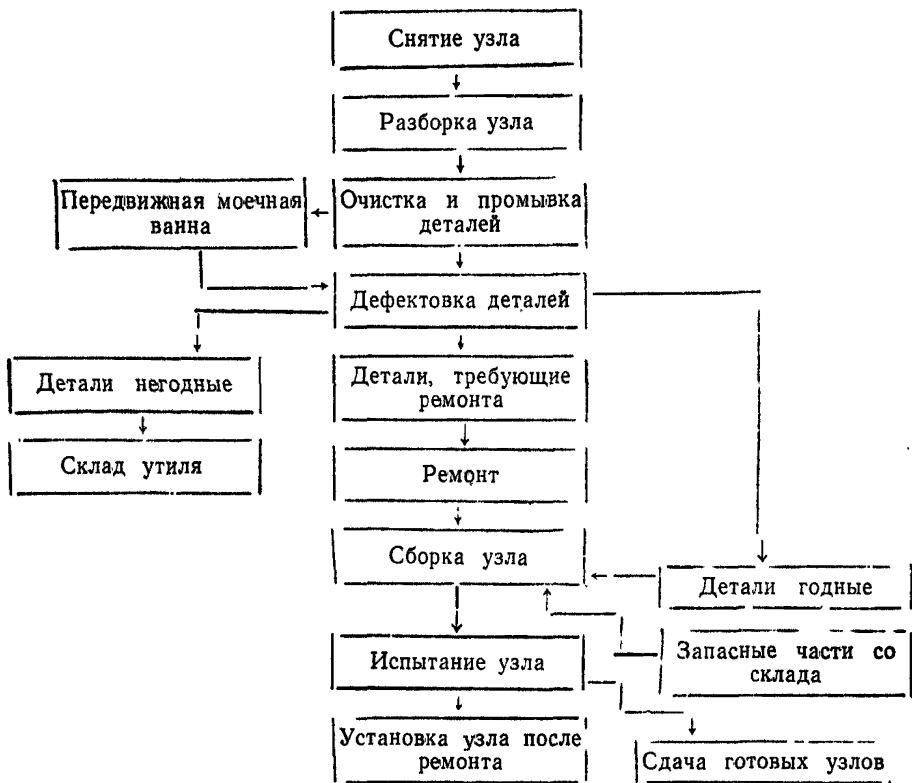 Снятие узла
Разборка узла
Передвижная моечная
ванна
Очистка и промывка
деталей
Дефектовка деталей
Детали негодные
Детали, требующие
ремонта
Склад утиля
Ремонт
Сборка узла
Детали годные
Испытание узла
Запасные части со
склада
Установка узла после
ремонта
Сдача готовых узлов